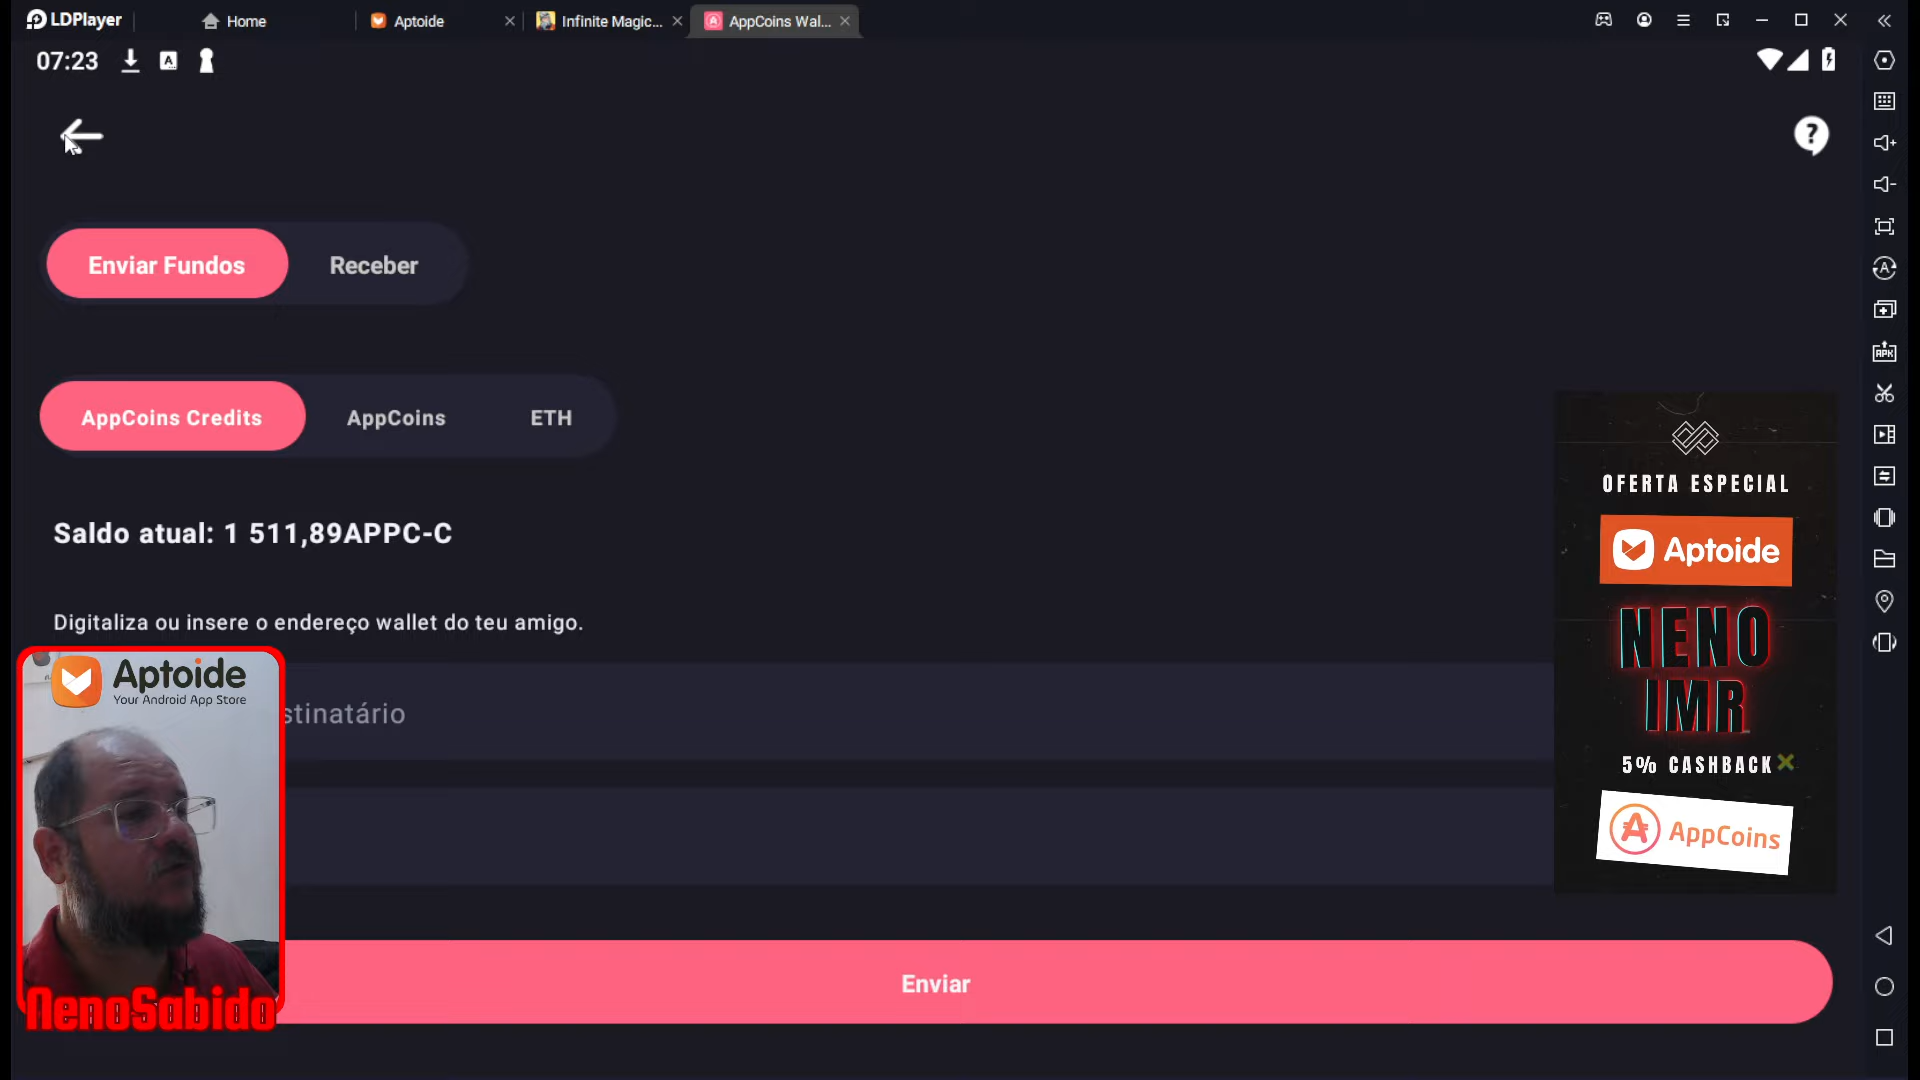 LDPlayer
Home
Aptoide
Infinite Magic...
AppCoins Wal...
07:23
Enviar Fundos
Receber
AppCoins Credits
AppCoins
ETH
Saldo atual: 1 511,89APPC-C
Digitaliza ou insere o endereço wallet do teu amigo.
stinatário
Enviar
Aptoide
Your Android App Store
NenoSabido
OFERTA ESPECIAL
Aptoide
NENO
IMR
5% CASHBACK
AppCoins